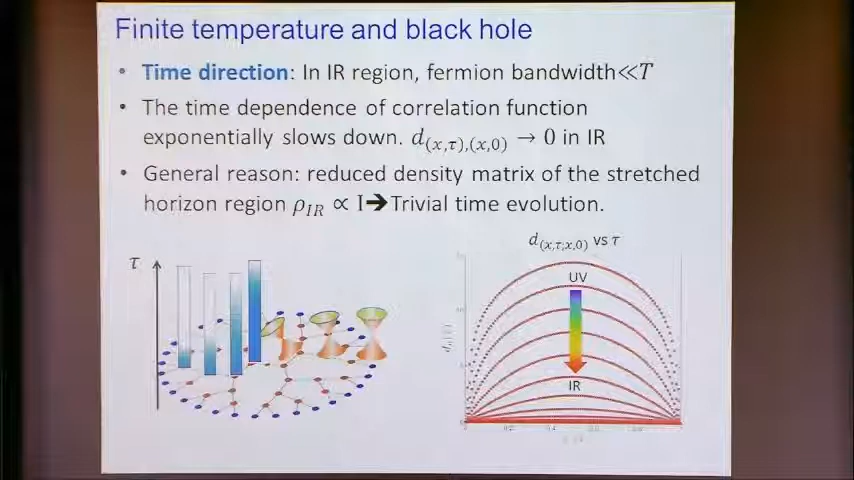 Finite temperature and black hole
• Time direction: In IR region, fermion bandwidth≪T
• The time dependence of correlation function
exponentially slows down. d(x,τ),(x,0) → 0 in IR
• General reason: reduced density matrix of the stretched
horizon region ρIR ∝ I➔Trivial time evolution.
τ
d(x,τ;x,0) vs τ
UV
IR